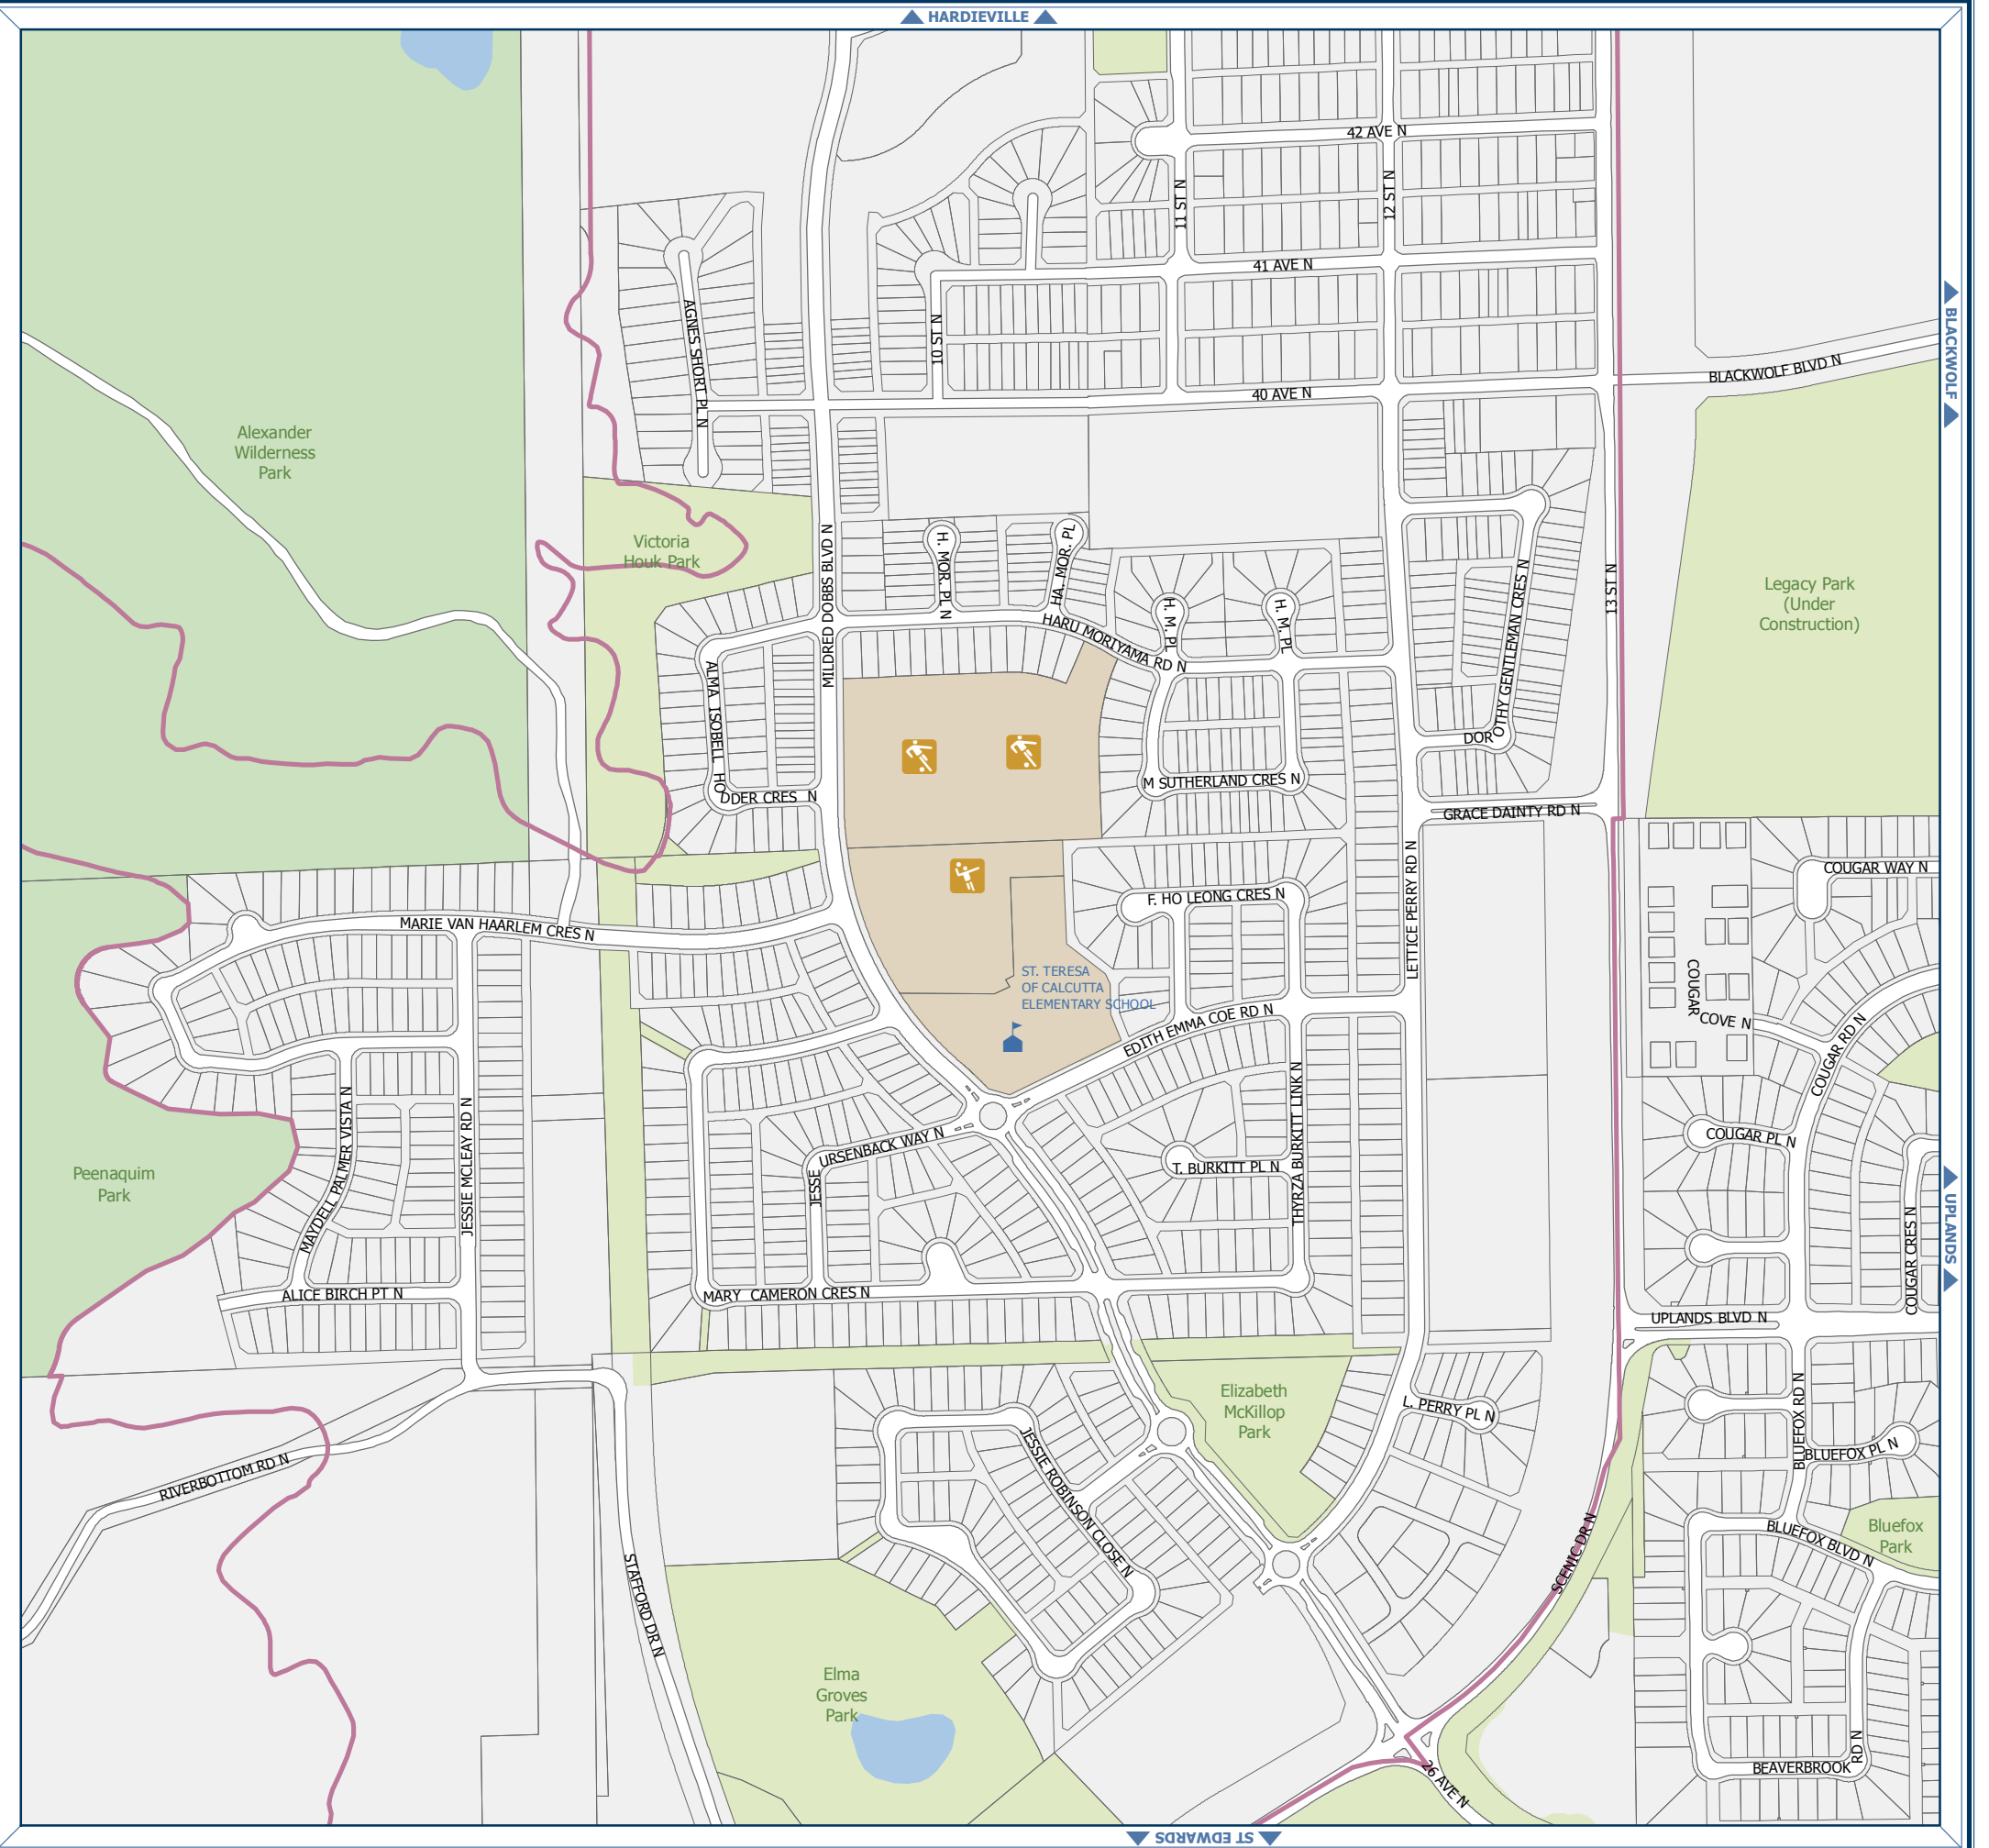 HARDIEVILLE
42 AVE N
11 ST N
12 ST N
41 AVE N
AGNES SHORT PL N
10 ST N
40 AVE N
BLACKWOLF BLVD N
BLACKWOLF
Alexander
Wilderness
Park
Victoria
Houk Park
MILDRED DOBBS BLVD N
H. MOR. PL N
HA. MOR. PL
H. M. PL
H. M. PL
HARU MORIYAMA RD N
DOROTHY GENTLEMAN CRES N
13 ST N
Legacy Park
(Under
Construction)
ALMA ISOBELL HODDER CRES N
M SUTHERLAND CRES N
GRACE DAINTY RD N
LETTICE PERRY RD N
F. HO LEONG CRES N
COUGAR WAY N
MARIE VAN HAARLEM CRES N
ST. TERESA
OF CALCUTTA
ELEMENTARY SCHOOL
EDITH EMMA COE RD N
COUGAR COVE N
COUGAR RD N
COUGAR PL N
COUGAR CRES N
UPLANDS
Peenaquim
Park
MAYDELL PALMER VISTA N
JESSIE MCLEAY RD N
JESSE URSENBACK WAY N
T. BURKITT PL N
THYRZA BURKITT LINK N
ALICE BIRCH PT N
MARY CAMERON CRES N
UPLANDS BLVD N
Elizabeth
McKillop
Park
L. PERRY PL N
BLUEFOX RD N
BLUEFOX PL N
JESSIE ROBINSON CLOSE N
RIVERBOTTOM RD N
STAFFORD DR N
SCENIC DR N
BLUEFOX BLVD N
Bluefox
Park
Elma
Groves
Park
26 AVE N
BEAVERBROOK RD N
ST EDWARDS